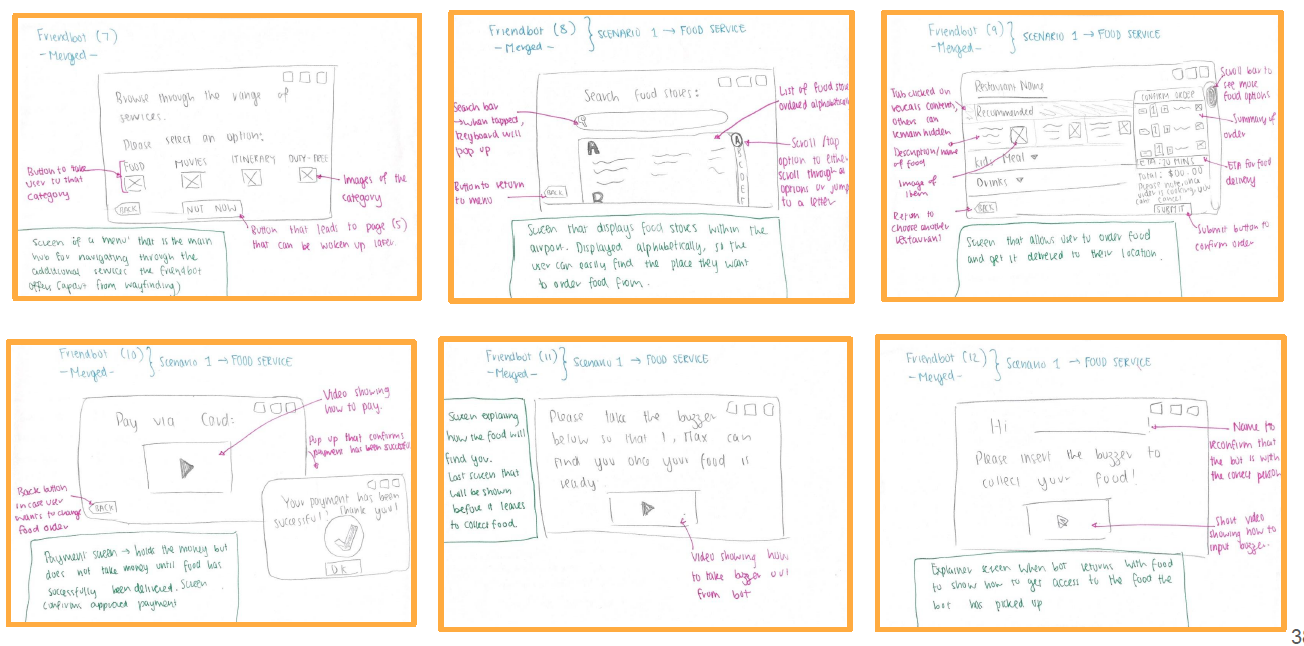 Friendbot (7)
- Merged -
Browse through the range of
services.
Please select an option:
FOOD MOVIES ITINERARY DUTY-FREE
BACK
NOT NOW
Button to take
user to that
category
Images of the
category
Button that leads to page (5)
that can be woken up later.
Screen of a menu that is the main
hub for navigating through the
additional services the friendbot
offers (apart from wayfinding)
Friendbot (8) } SCENARIO 1 → FOOD SERVICE
- Merged -
Search food stores:
A
B
A
BACK
Search bar
→ when tapped,
keyboard will
pop up
Button to return
to menu
List of food stores
ordered alphabetically
Scroll /tap
option to either
scroll through
options or jump
to a letter
Screen that displays food stores within the
airport. Displayed alphabetically, so the
user can easily find the place they want
to order food from.
Friendbot (9) } SCENARIO 1 → FOOD SERVICE
- Merged -
Restaurant Name
Recommended
Kids Meal
Drinks
BACK
CONFIRM ORDER
1
1
1
ETA: 20 MINS
Total: $00.00
Please note, once
order is cooking, you
cant cancel
SUBMIT
Tab clicked on
reveals contents,
others can
remain hidden
Description/name
of food
Image of
item
Return to
choose another
restaurant
Scroll bar to
see more
food options
Summary of
order
ETA for food
delivery
Submit button to
confirm order
Screen that allows user to order food
and get it delivered to their location.
Friendbot (10) } Scenario 1 → FOOD SERVICE
- Merged -
Pay via Card:
BACK
Video showing
how to pay.
Pop up that confirms
payment has been successful
Your payment has been
successful! Thank you!
OK
Back button
in case user
wants to change
food order
Payment screen → holds the money but
does not take money until food has
successfully been delivered. Screen
confirms approved payment
Friendbot (11) } Scenario 1 → FOOD SERVICE
- Merged -
Screen explaining
how the food will
find you.
Last screen that
will be shown
before it leaves
to collect food.
Please take the buzzer
below so that I, Max can
find you once your food is
ready.
Video showing how
to take buzzer out
from bot
Friendbot (12) } Scenario 1 → FOOD SERVICE
- Merged -
Hi
Please insert the buzzer to
collect your food!
Name to
reconfirm that
the bot is with
the correct person
Short video
showing how to
input buzzer.
Explainer screen when bot returns with food
to show how to get access to the food the
bot has picked up
38